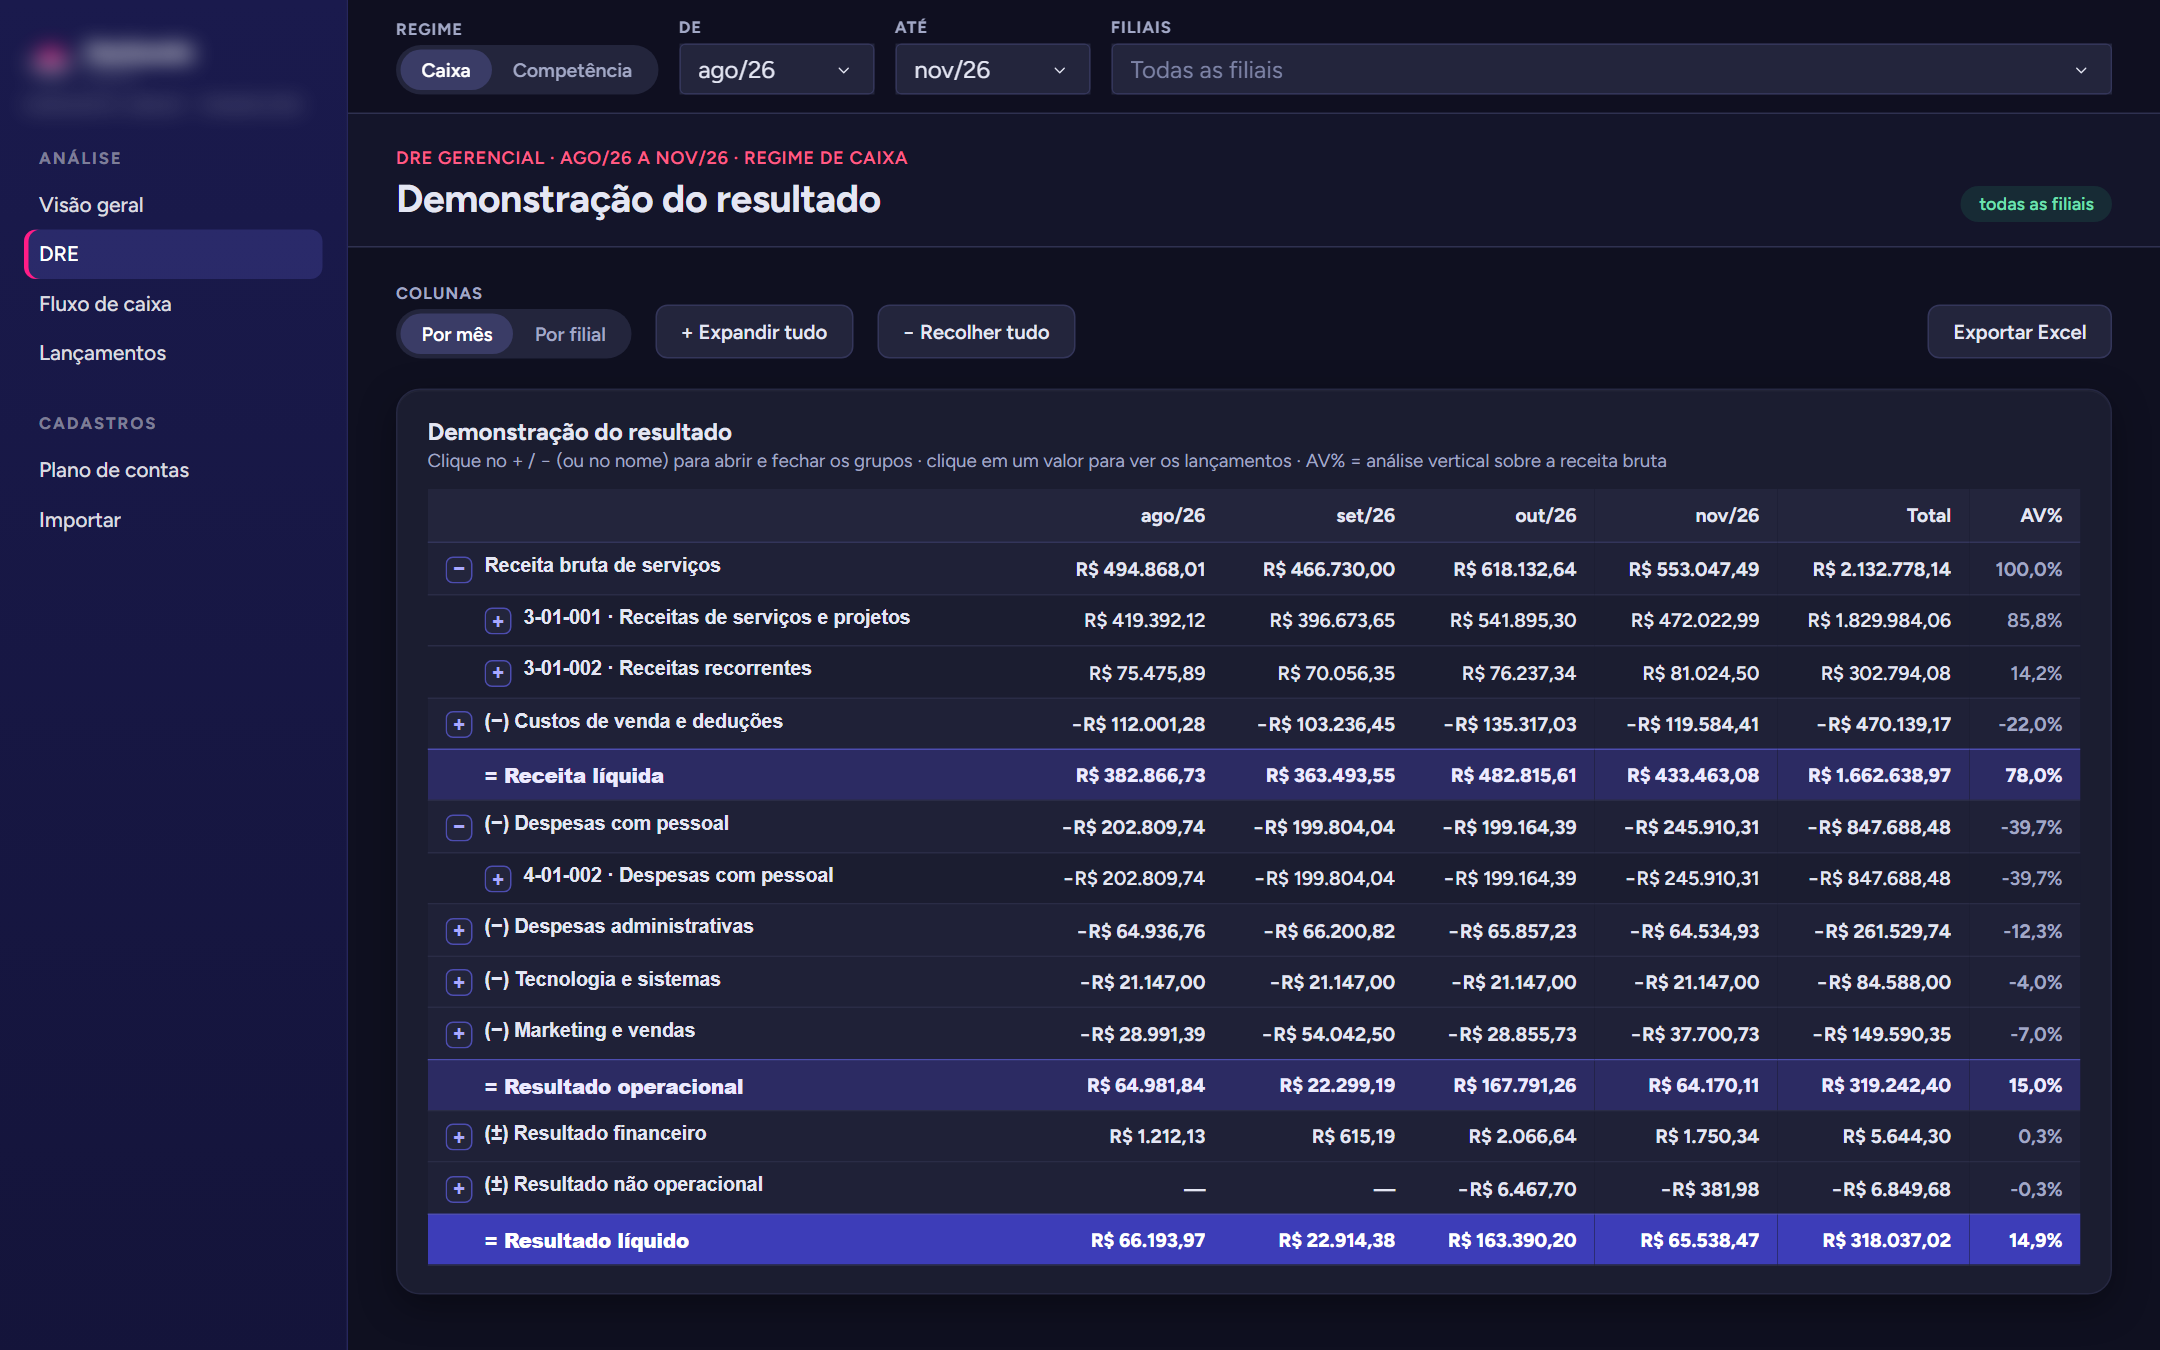 REGIME
DE
ATÉ
FILIAIS
Caixa Competência
ago/26
nov/26
Todas as filiais
ANÁLISE
Visão geral
DRE
Fluxo de caixa
Lançamentos
CADASTROS
Plano de contas
Importar
DRE GERENCIAL · AGO/26 A NOV/26 · REGIME DE CAIXA
Demonstração do resultado
todas as filiais
COLUNAS
Por mês Por filial
+ Expandir tudo
− Recolher tudo
Exportar Excel
Demonstração do resultado
Clique no + / − (ou no nome) para abrir e fechar os grupos · clique em um valor para ver os lançamentos · AV% = análise vertical sobre a receita bruta
ago/26 set/26 out/26 nov/26 Total AV%
− Receita bruta de serviços R$ 494.868,01 R$ 466.730,00 R$ 618.132,64 R$ 553.047,49 R$ 2.132.778,14 100,0%
+ 3-01-001 · Receitas de serviços e projetos R$ 419.392,12 R$ 396.673,65 R$ 541.895,30 R$ 472.022,99 R$ 1.829.984,06 85,8%
+ 3-01-002 · Receitas recorrentes R$ 75.475,89 R$ 70.056,35 R$ 76.237,34 R$ 81.024,50 R$ 302.794,08 14,2%
+ (−) Custos de venda e deduções −R$ 112.001,28 −R$ 103.236,45 −R$ 135.317,03 −R$ 119.584,41 −R$ 470.139,17 -22,0%
= Receita líquida R$ 382.866,73 R$ 363.493,55 R$ 482.815,61 R$ 433.463,08 R$ 1.662.638,97 78,0%
− (−) Despesas com pessoal −R$ 202.809,74 −R$ 199.804,04 −R$ 199.164,39 −R$ 245.910,31 −R$ 847.688,48 -39,7%
+ 4-01-002 · Despesas com pessoal −R$ 202.809,74 −R$ 199.804,04 −R$ 199.164,39 −R$ 245.910,31 −R$ 847.688,48 -39,7%
+ (−) Despesas administrativas −R$ 64.936,76 −R$ 66.200,82 −R$ 65.857,23 −R$ 64.534,93 −R$ 261.529,74 -12,3%
+ (−) Tecnologia e sistemas −R$ 21.147,00 −R$ 21.147,00 −R$ 21.147,00 −R$ 21.147,00 −R$ 84.588,00 -4,0%
+ (−) Marketing e vendas −R$ 28.991,39 −R$ 54.042,50 −R$ 28.855,73 −R$ 37.700,73 −R$ 149.590,35 -7,0%
= Resultado operacional R$ 64.981,84 R$ 22.299,19 R$ 167.791,26 R$ 64.170,11 R$ 319.242,40 15,0%
+ (±) Resultado financeiro R$ 1.212,13 R$ 615,19 R$ 2.066,64 R$ 1.750,34 R$ 5.644,30 0,3%
+ (±) Resultado não operacional — — −R$ 6.467,70 −R$ 381,98 −R$ 6.849,68 -0,3%
= Resultado líquido R$ 66.193,97 R$ 22.914,38 R$ 163.390,20 R$ 65.538,47 R$ 318.037,02 14,9%